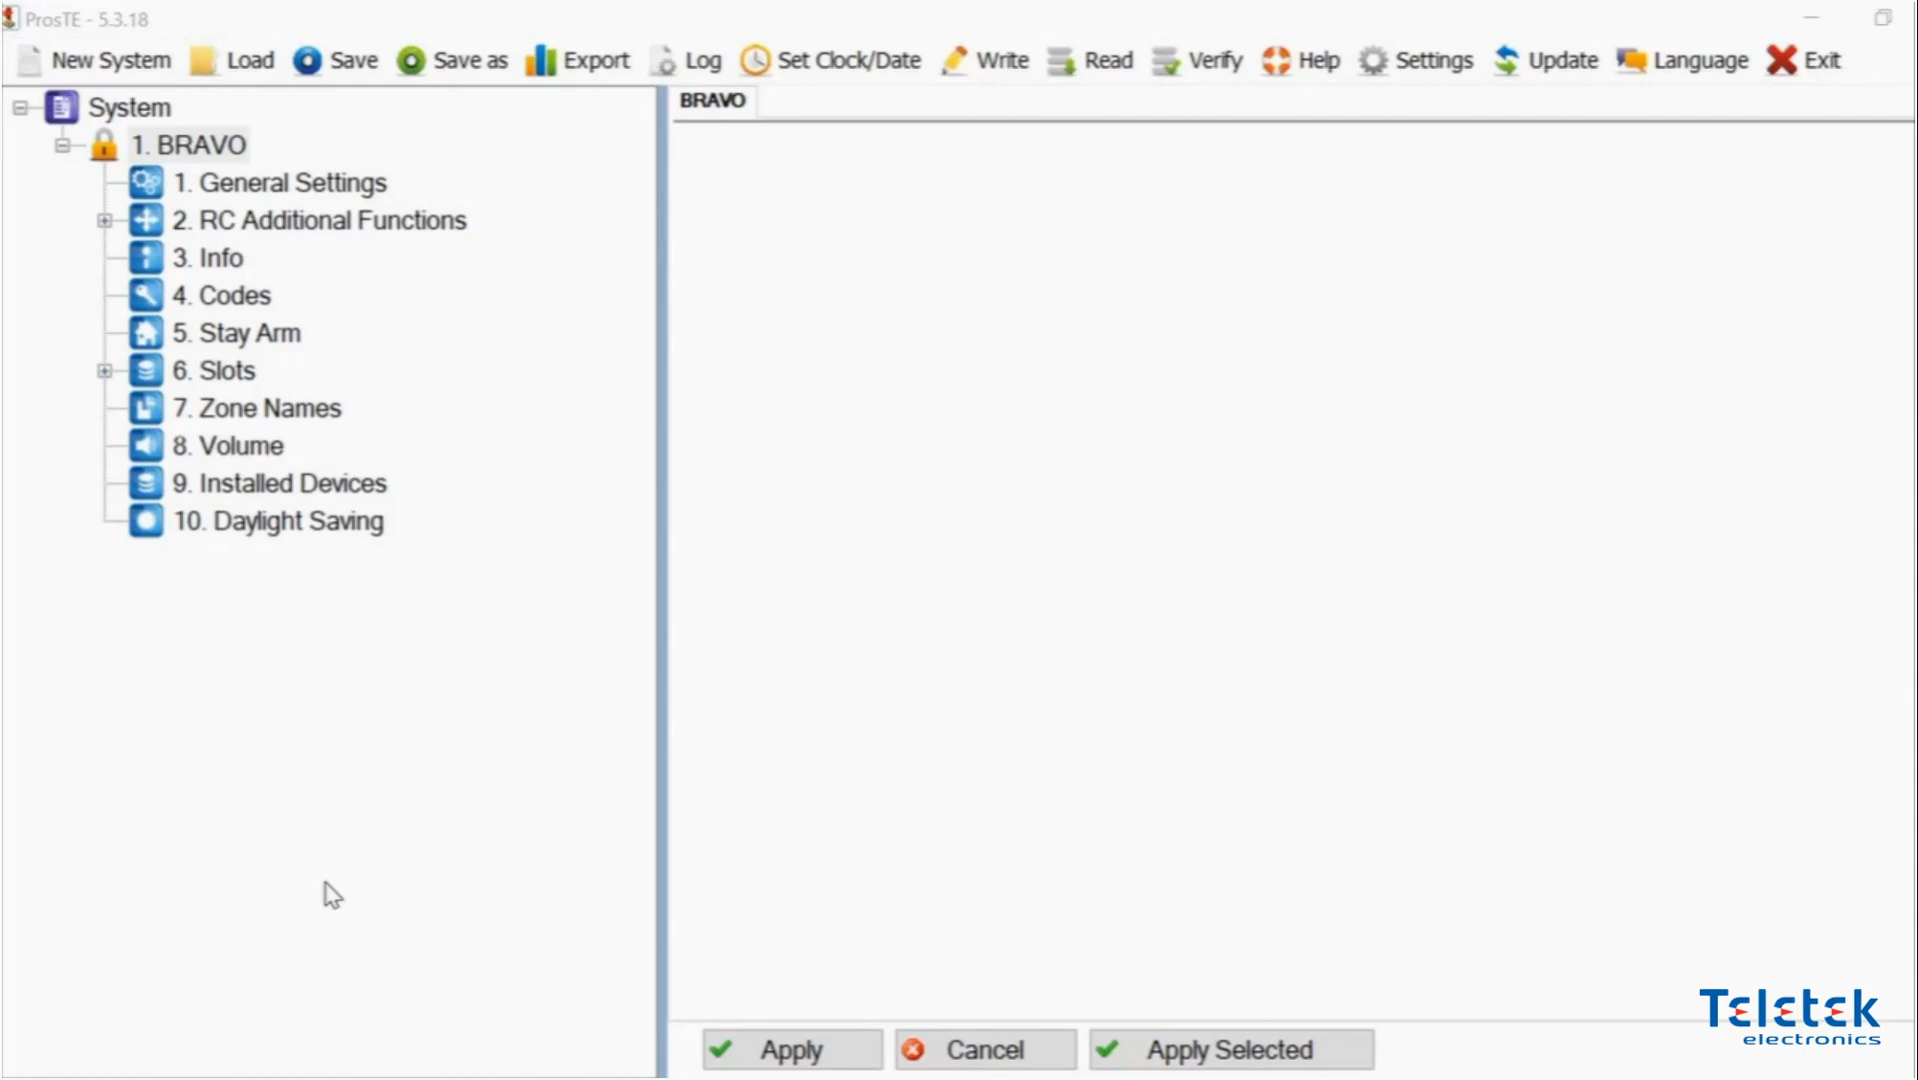 ProsTE - 5.3.18
New System Load Save Save as Export Log Set Clock/Date Write Read Verify Help Settings Update Language Exit
System
1. BRAVO
1. General Settings
2. RC Additional Functions
3. Info
4. Codes
5. Stay Arm
6. Slots
7. Zone Names
8. Volume
9. Installed Devices
10. Daylight Saving
BRAVO
Apply Cancel Apply Selected
Teletek
electronics